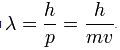 λ = h/p = h/mv.